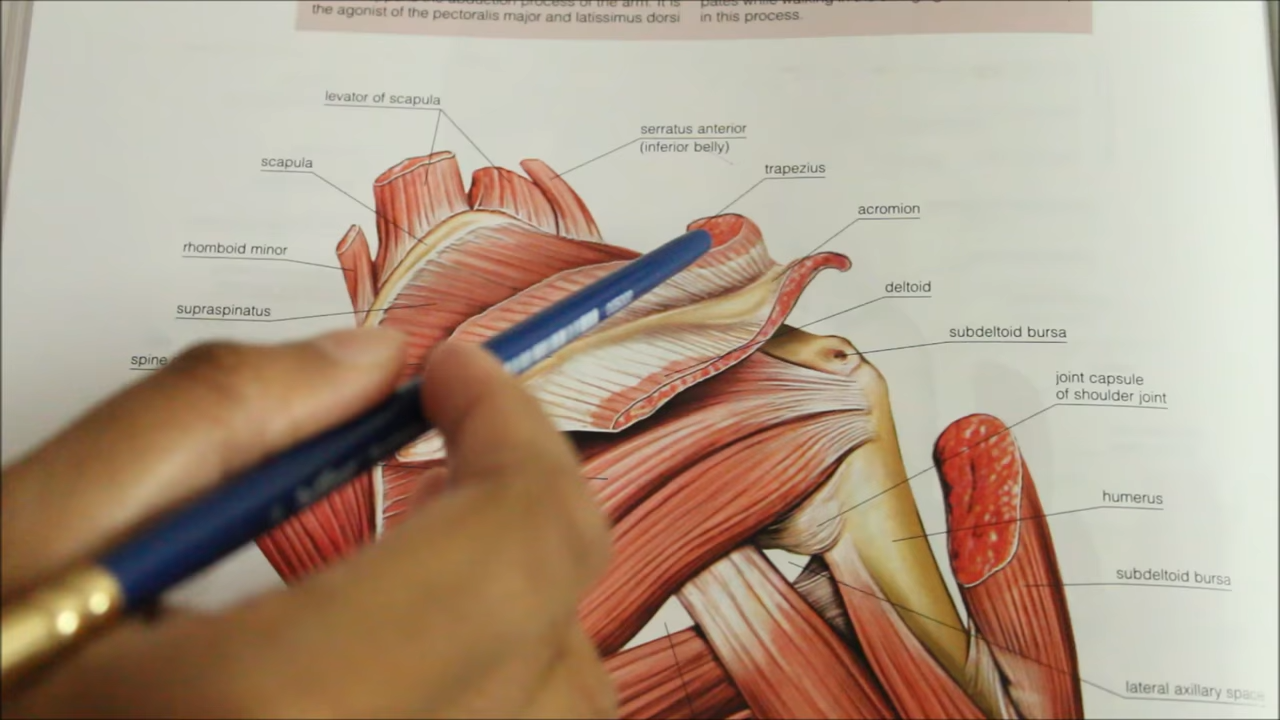 the agonist of the pectoralis major and latissimus dorsi
in this process.
levator of scapula
serratus anterior
(inferior belly)
scapula
trapezius
acromion
rhomboid minor
deltoid
supraspinatus
subdeltoid bursa
spine
joint capsule
of shoulder joint
humerus
subdeltoid bursa
lateral axillary space